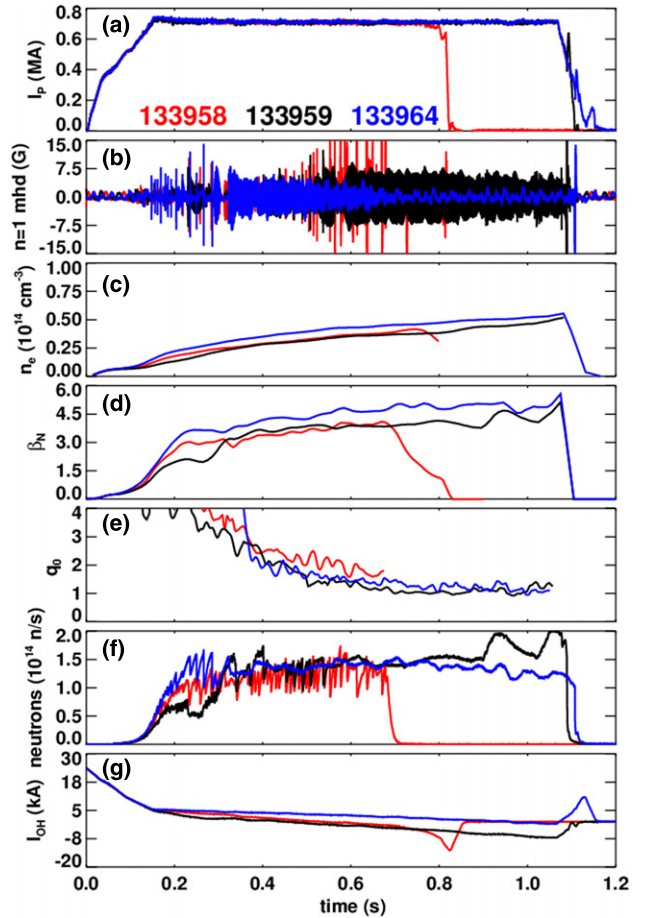 (a)
I_P (MA)
0.8
0.6
0.4
0.2
0.0
133958 133959 133964
(b)
n=1 mhd (G)
15.0
7.5
0.0
-7.5
-15.0
(c)
n_e (10^14 cm^-3)
1.00
0.75
0.50
0.25
0.00
(d)
β_N
6.0
4.5
3.0
1.5
0.0
(e)
q_0
4
3
2
1
0
(f)
neutrons (10^14 n/s)
2.0
1.5
1.0
0.5
0.0
(g)
I_OH (kA)
30
18
5
-8
-20
0.0 0.2 0.4 0.6 0.8 1.0 1.2
time (s)